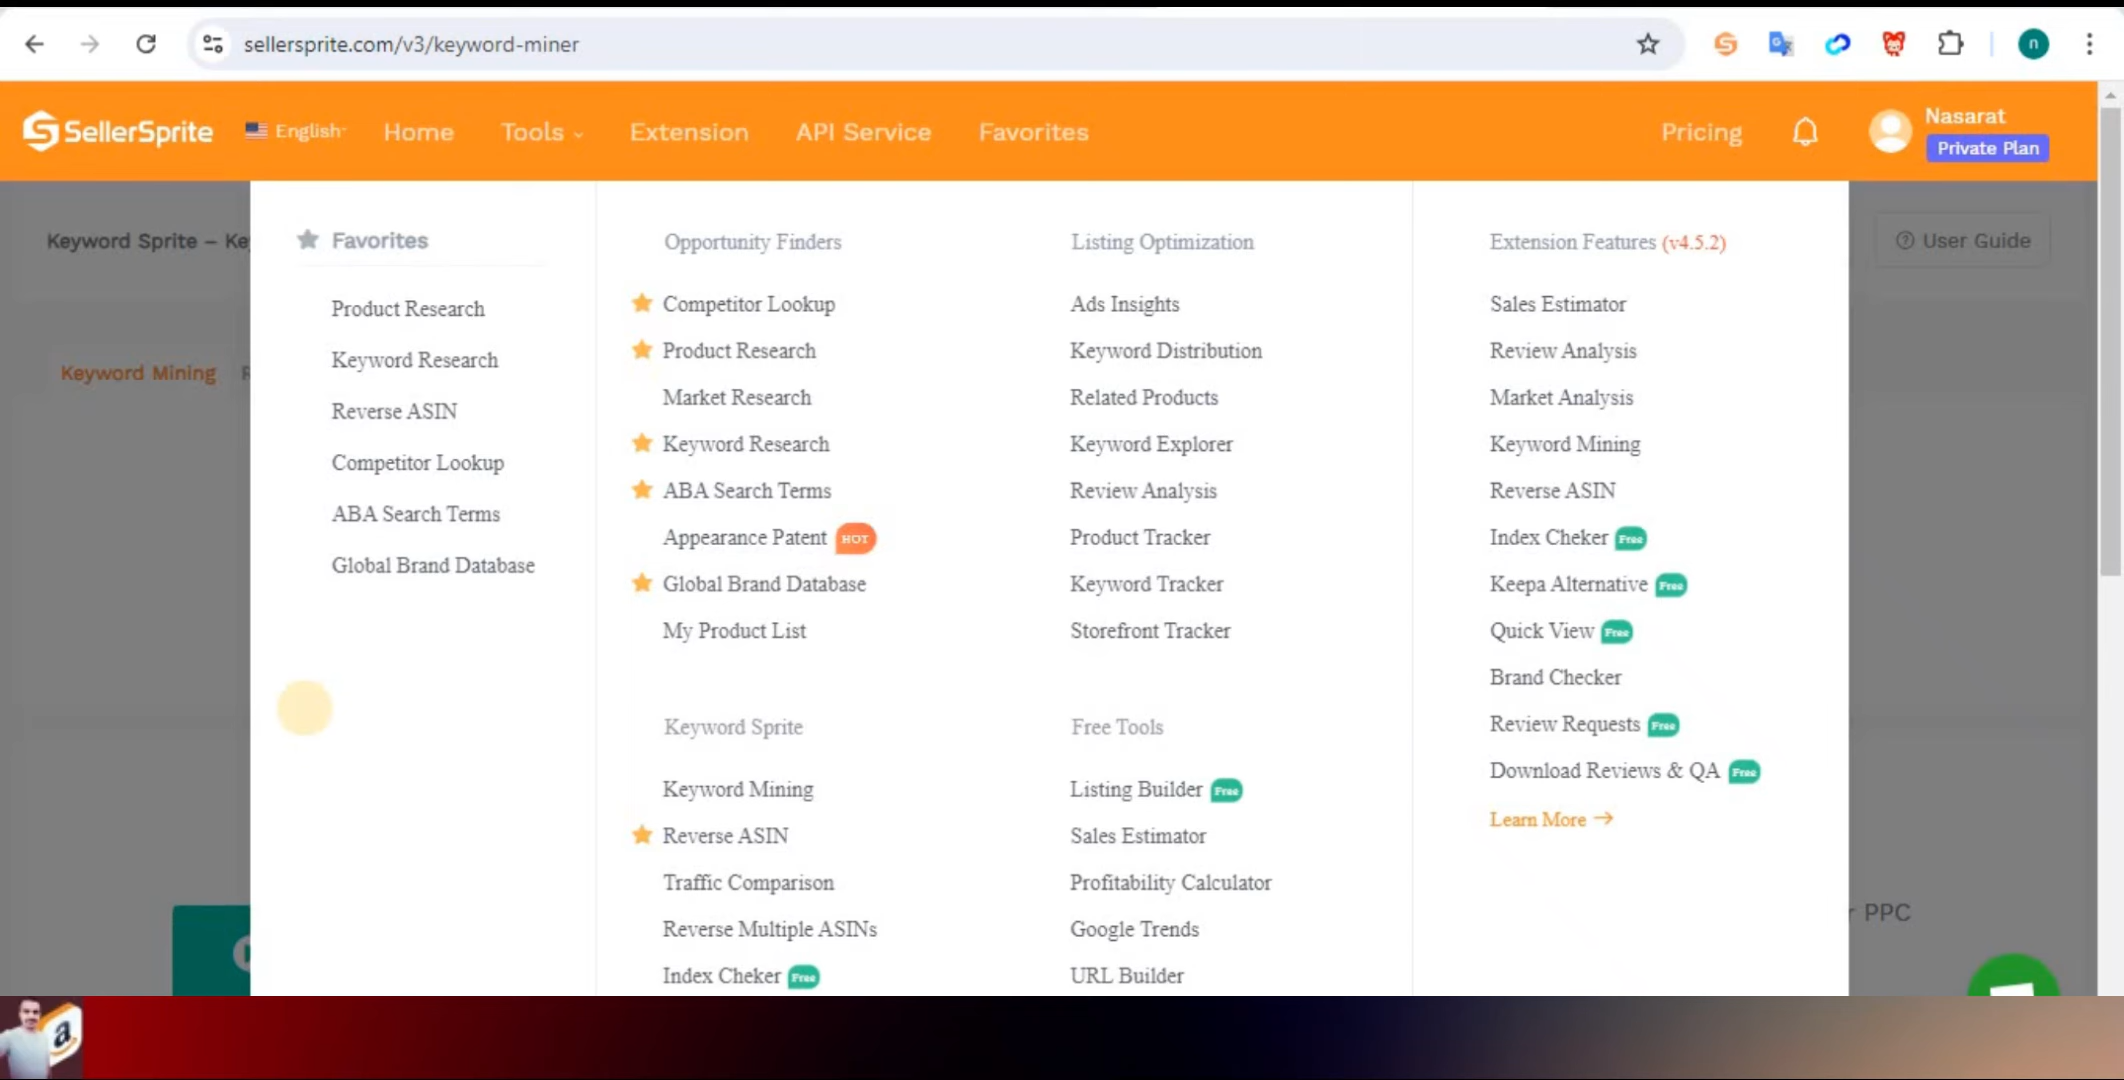 sellersprite.com/v3/keyword-miner
n
SellerSprite
English
Home
Tools
Extension
API Service
Favorites
Pricing
Nasarat
Private Plan
Keyword Sprite – Ke
User Guide
Keyword Mining
Favorites
Product Research
Keyword Research
Reverse ASIN
Competitor Lookup
ABA Search Terms
Global Brand Database
Opportunity Finders
Competitor Lookup
Product Research
Market Research
Keyword Research
ABA Search Terms
Appearance Patent HOT
Global Brand Database
My Product List
Keyword Sprite
Keyword Mining
Reverse ASIN
Traffic Comparison
Reverse Multiple ASINs
Index Cheker Free
Listing Optimization
Ads Insights
Keyword Distribution
Related Products
Keyword Explorer
Review Analysis
Product Tracker
Keyword Tracker
Storefront Tracker
Free Tools
Listing Builder Free
Sales Estimator
Profitability Calculator
Google Trends
URL Builder
Extension Features (v4.5.2)
Sales Estimator
Review Analysis
Market Analysis
Keyword Mining
Reverse ASIN
Index Cheker Free
Keepa Alternative Free
Quick View Free
Brand Checker
Review Requests Free
Download Reviews & QA Free
Learn More →
r PPC
a